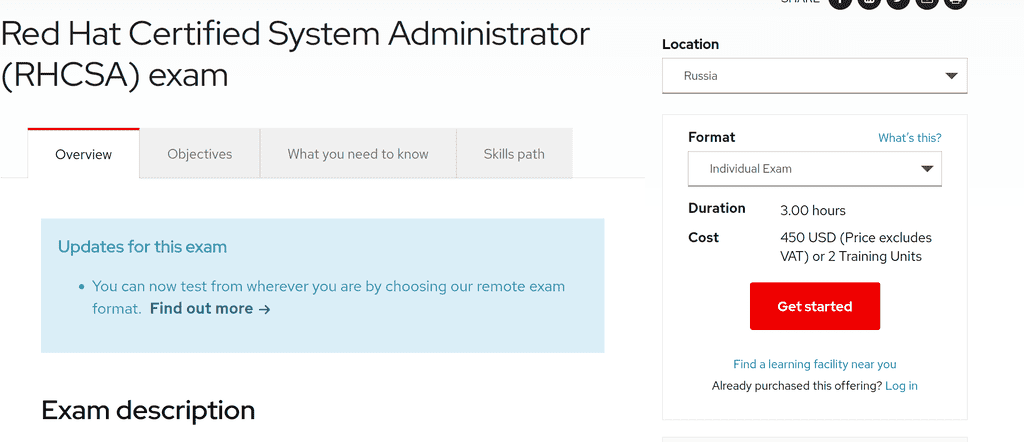 SHARE
Red Hat Certified System Administrator
(RHCSA) exam
Overview
Objectives
What you need to know
Skills path
Updates for this exam
• You can now test from wherever you are by choosing our remote exam
format. Find out more →
Exam description
Location
Russia
Format
What's this?
Individual Exam
Duration
3.00 hours
Cost
450 USD (Price excludes
VAT) or 2 Training Units
Get started
Find a learning facility near you
Already purchased this offering? Log in